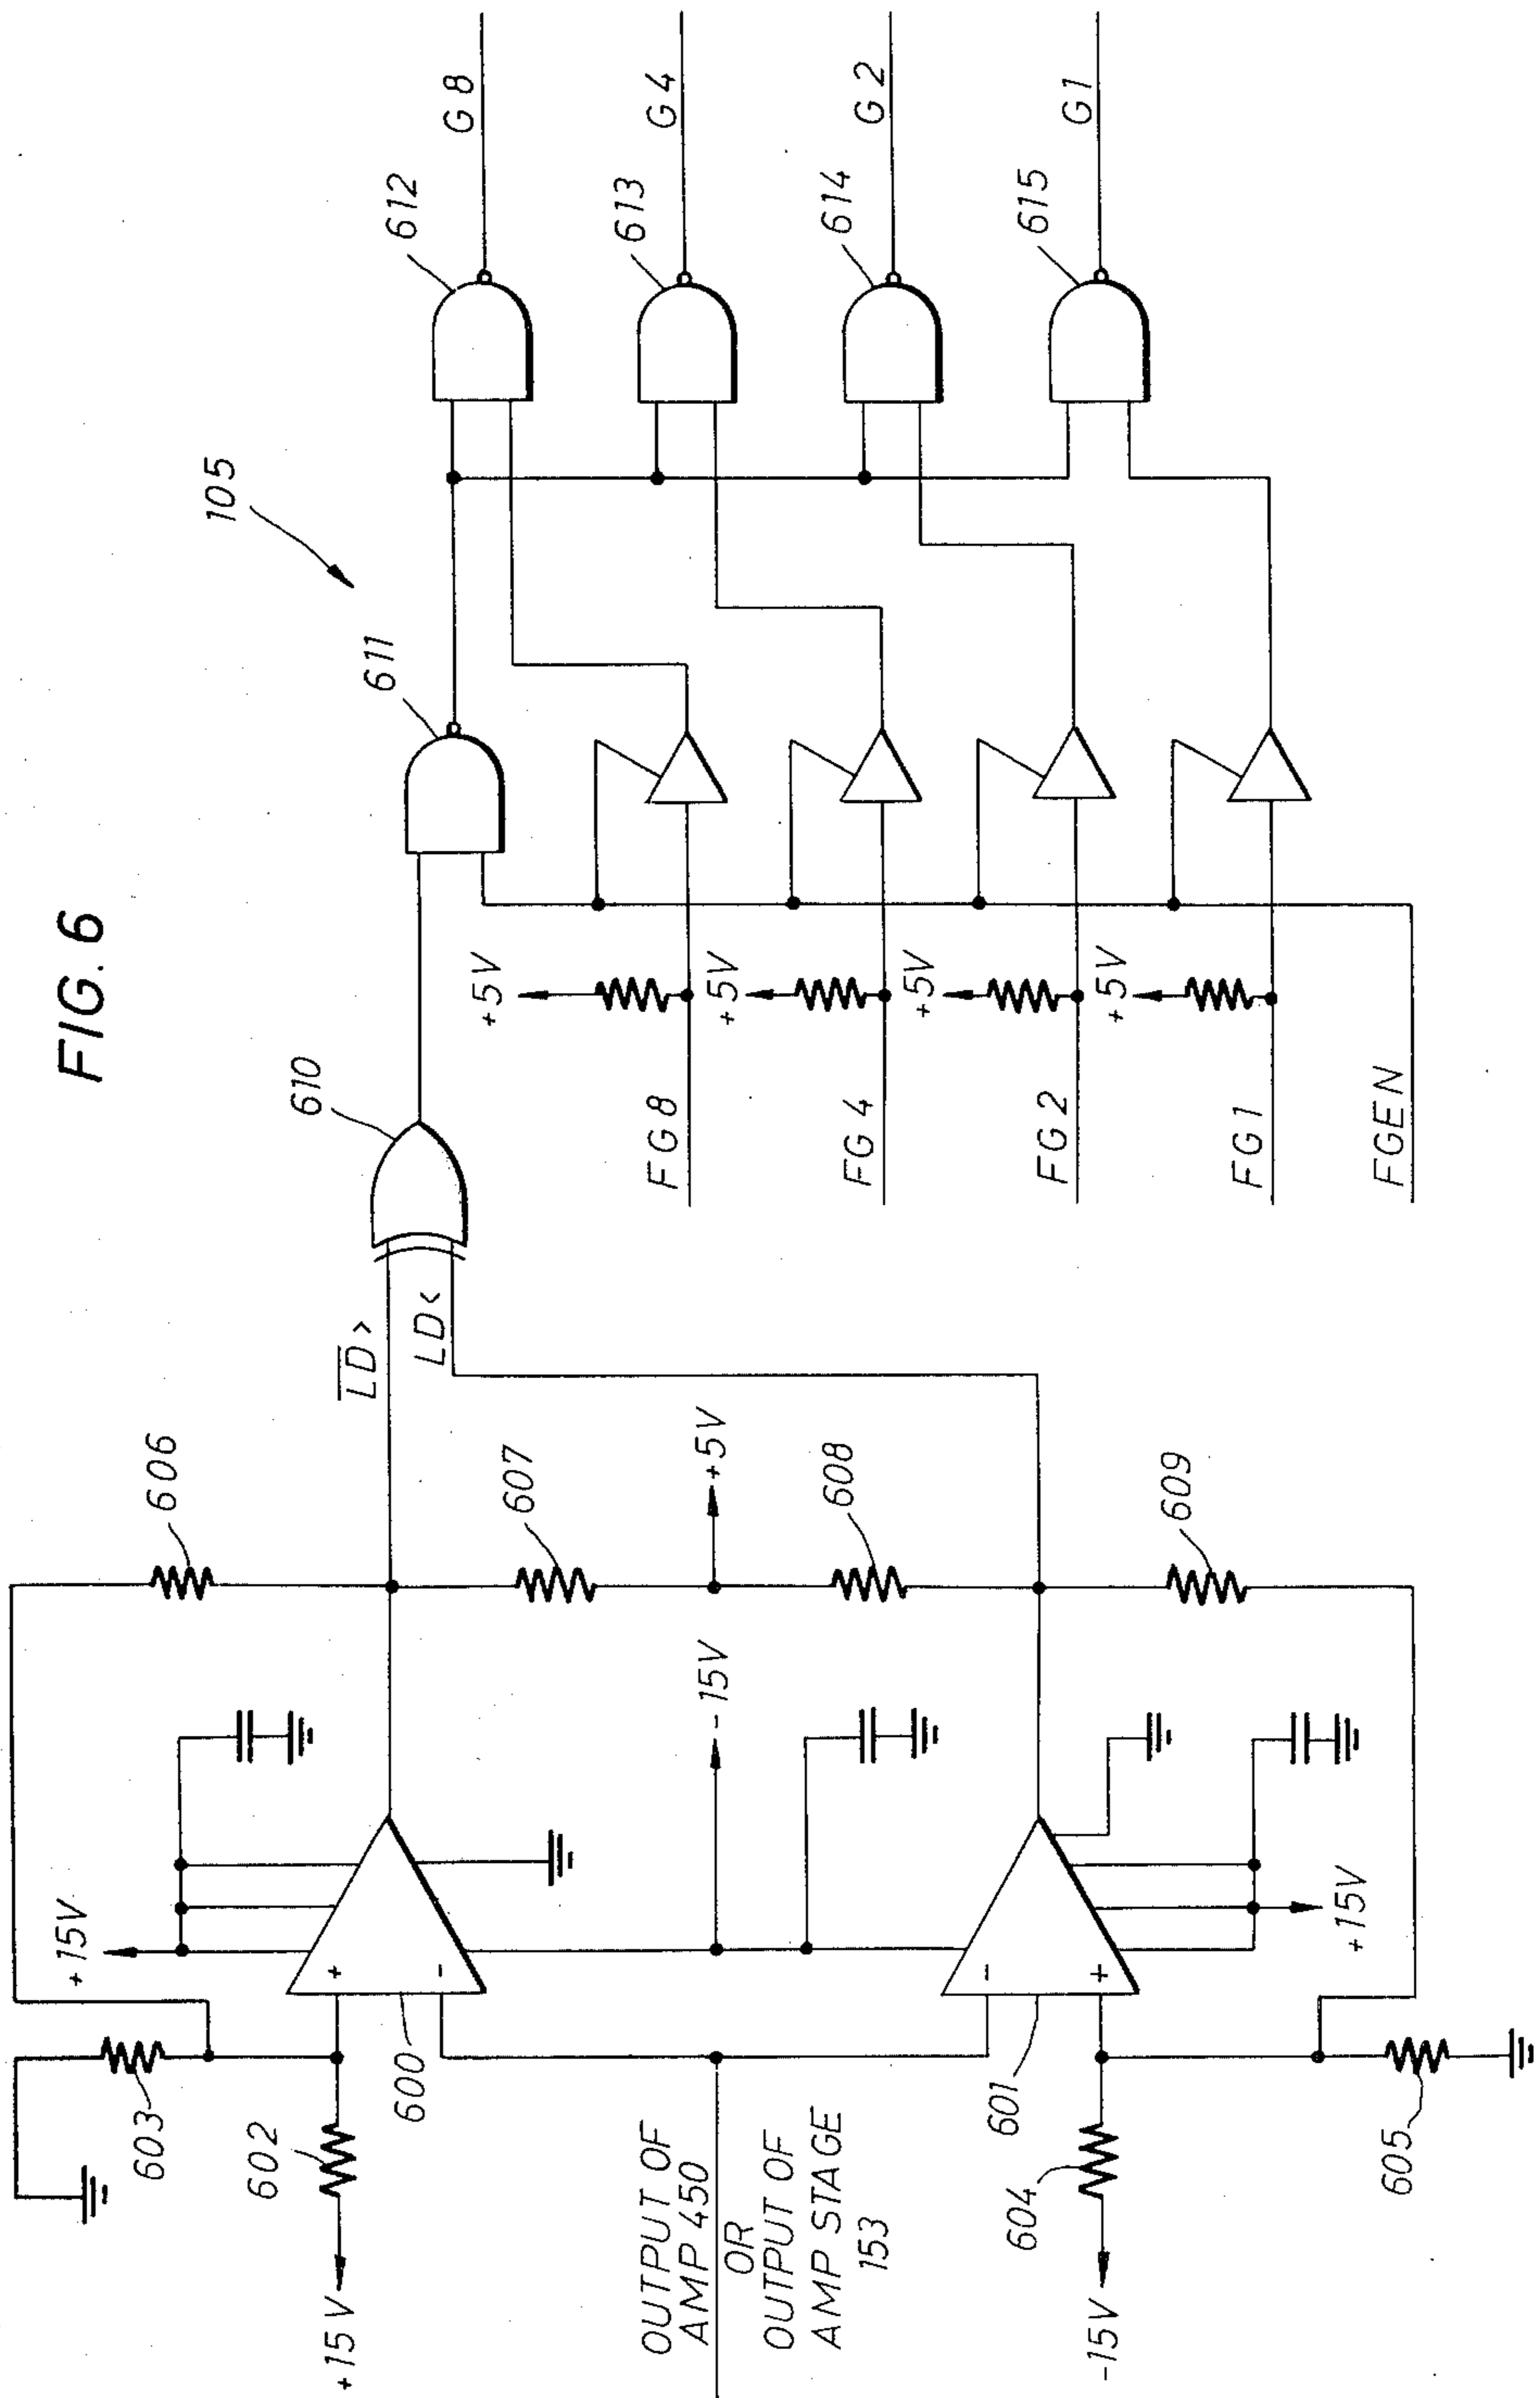 FIG. 6
105
+15V
603
602
600
+15V
606
LD>
LD<
610
611
612
G8
613
G4
614
G2
615
G1
607
+5V
608
609
-15V
+
-
-
+
OUTPUT OF
AMP 450
OR
OUTPUT OF
AMP STAGE
153
601
604
-15V
605
+15V
+5V
+5V
+5V
+5V
FG8
FG4
FG2
FG1
FGEN